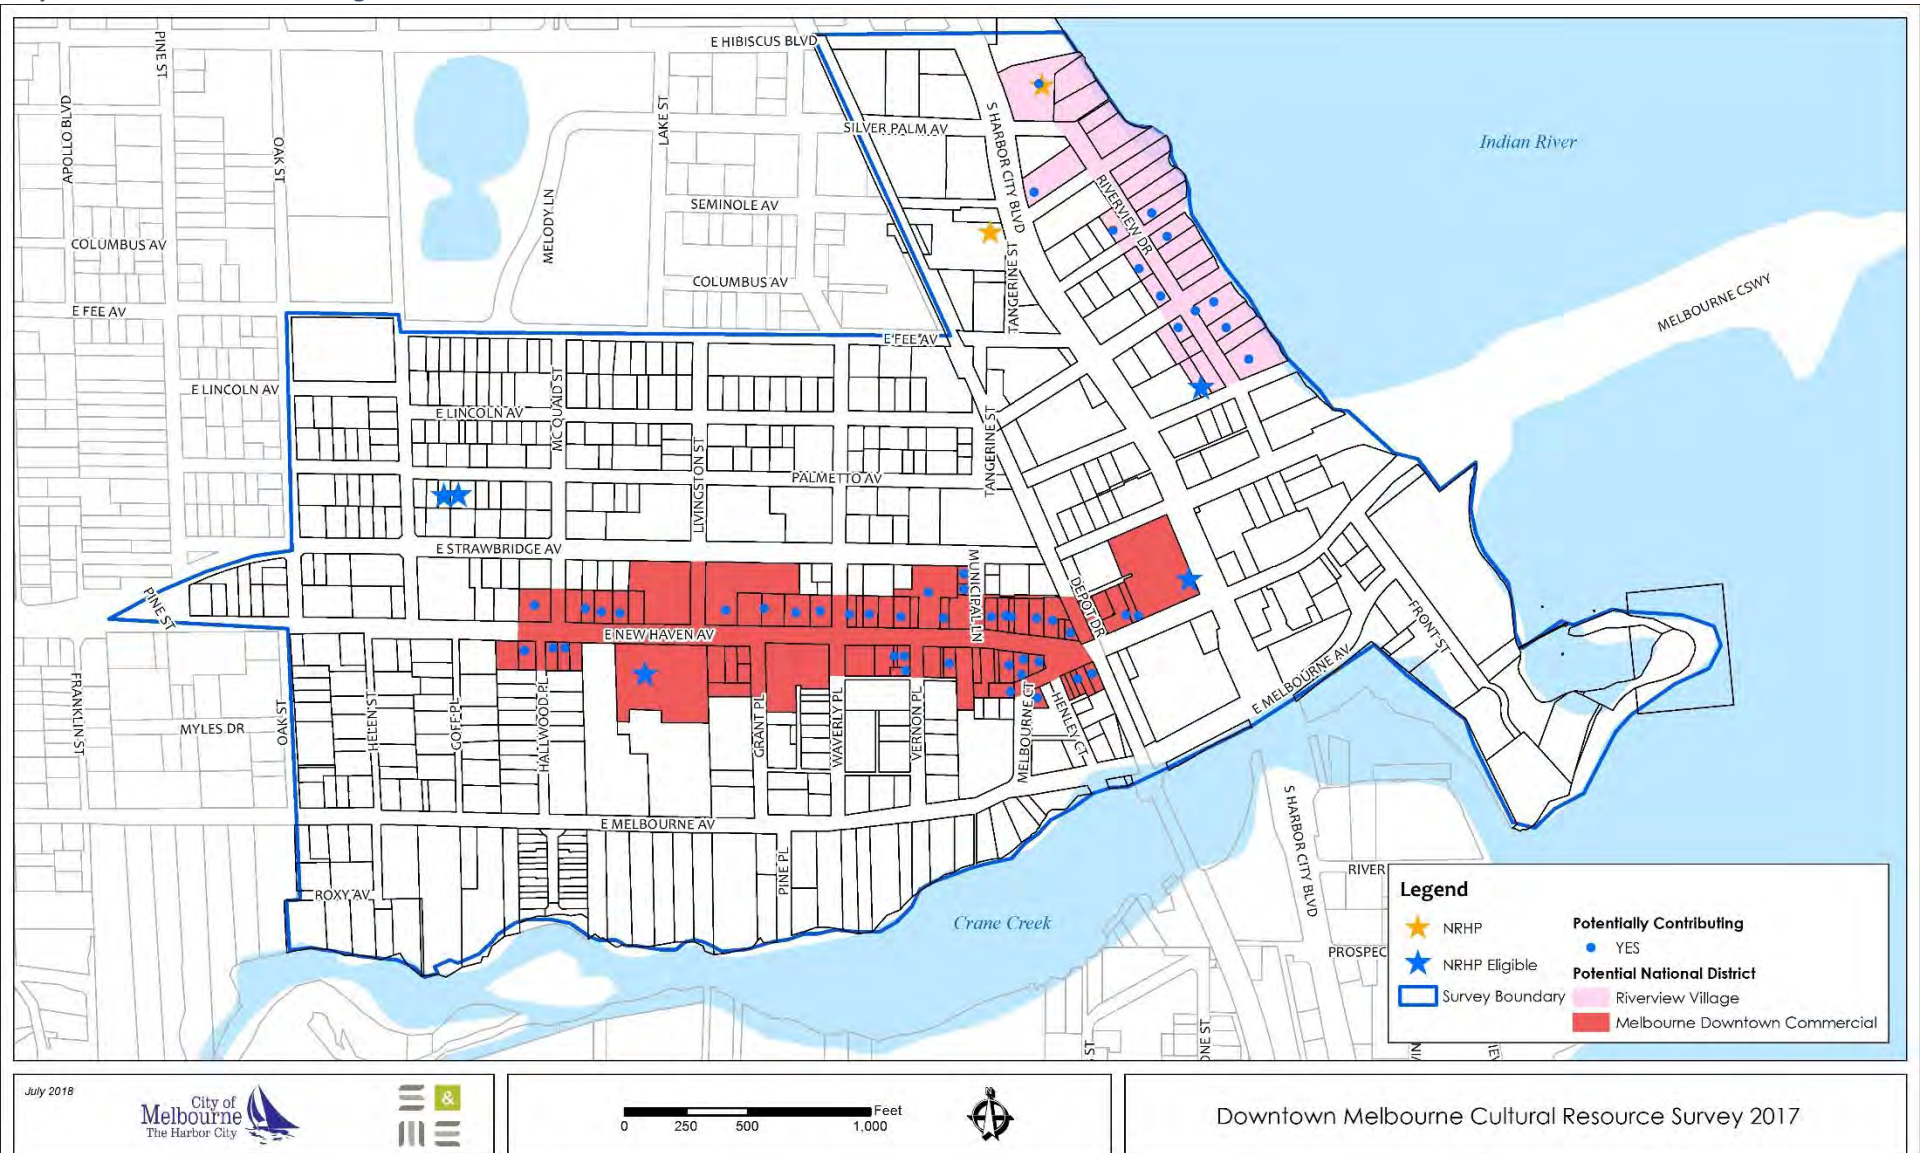 E HIBISCUS BLVD
PINE ST
APOLLO BLVD
OAK ST
LAKE ST
MELODY LN
SILVER PALM AV
S HARBOR CITY BLVD
Indian River
RIVERVIEW DR
SEMINOLE AV
COLUMBUS AV
COLUMBUS AV
TANGERINE ST
MELBOURNE CSWY
E FEE AV
E FEE AV
E LINCOLN AV
E LINCOLN AV
MC QUAID ST
LIVINGSTON ST
TANGERINE ST
PALMETTO AV
E STRAWBRIDGE AV
MUNICIPAL LN
DEPOT DR
PINE ST
E NEW HAVEN AV
FRONT ST
E MELBOURNE AV
FRANKLIN ST
MYLES DR
OAK ST
HELEN ST
GOFF PL
HALLWOOD PL
GRANT PL
WAVERLY PL
VERNON PL
MELBOURNE CT
HENLEY CT
E MELBOURNE AV
PINE PL
ROXY AV
S HARBOR CITY BLVD
Crane Creek
RIVER
PROSPEC
ST
ONE ST
Legend
NRHP
NRHP Eligible
Survey Boundary
Potentially Contributing
YES
Potential National District
Riverview Village
Melbourne Downtown Commercial
July 2018
City of
Melbourne
The Harbor City
&
0 250 500 1,000
Feet
Downtown Melbourne Cultural Resource Survey 2017